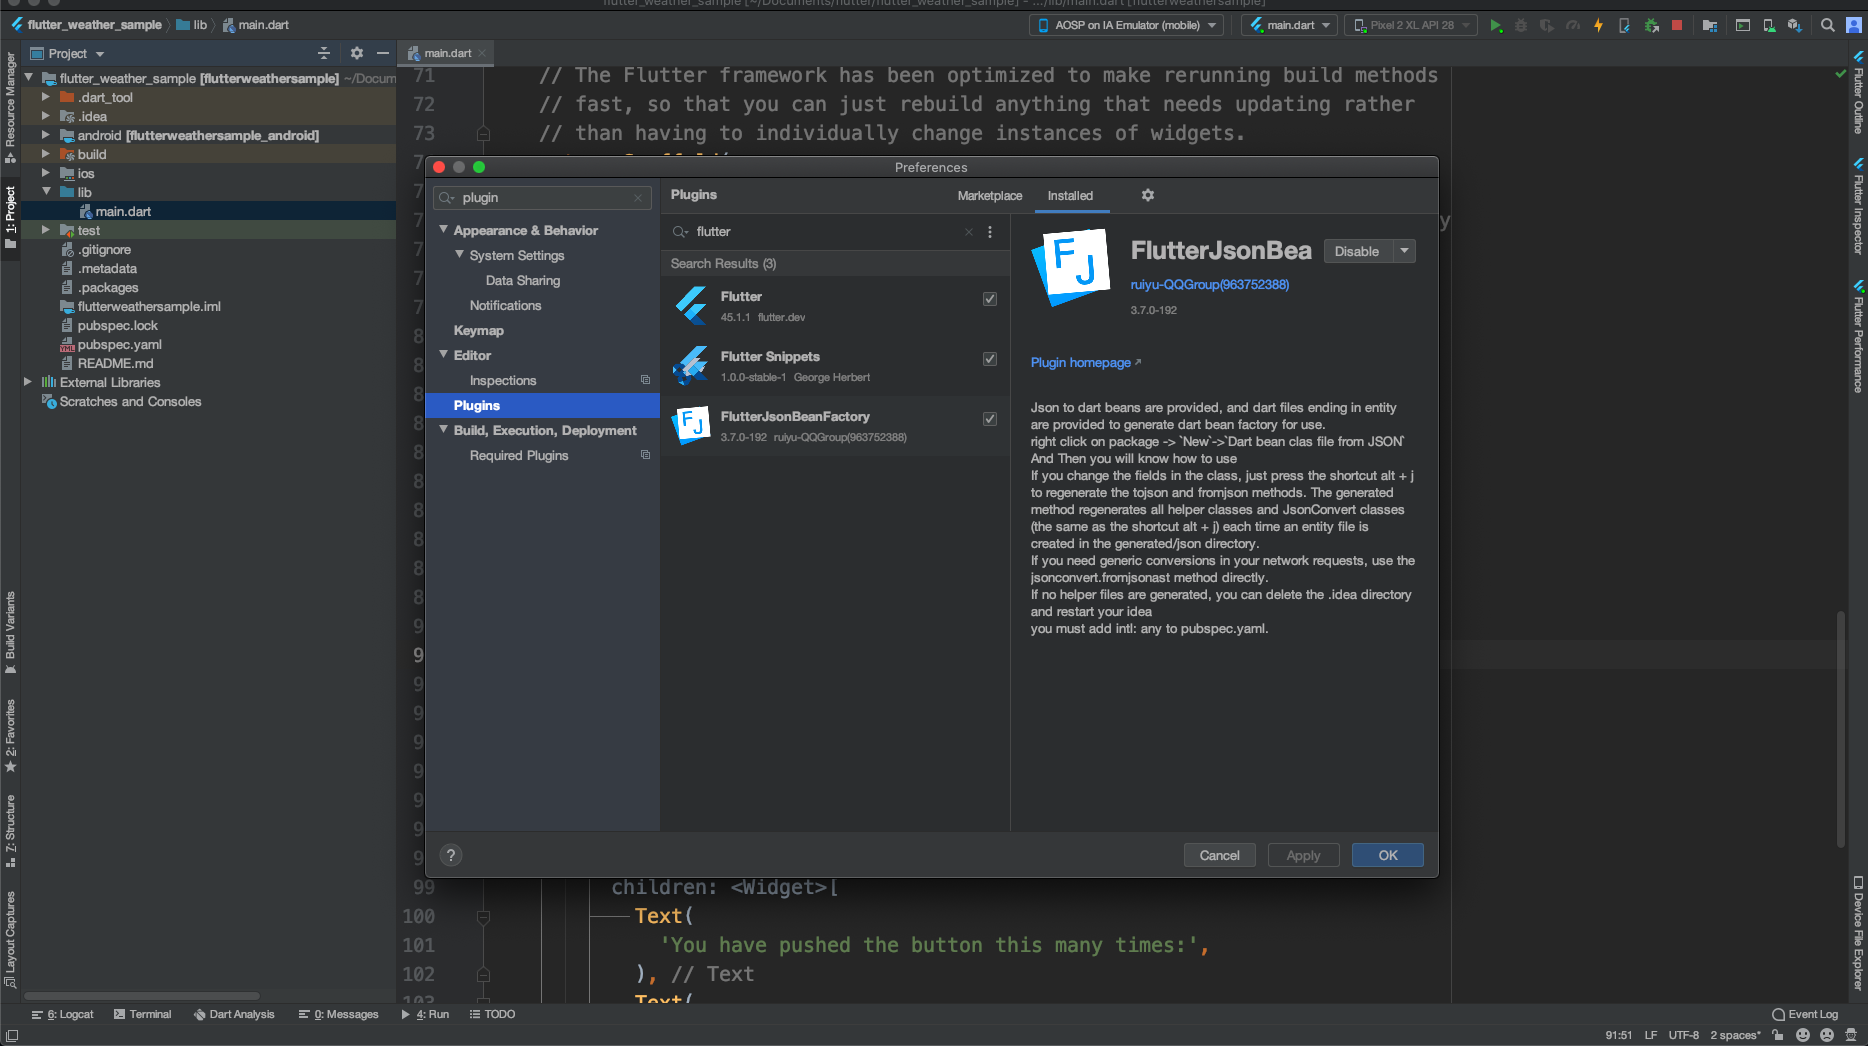 flutter_weather_sample [~/Documents/flutter/flutter_weather_sample] - .../lib/main.dart [flutterweathersample]
flutter_weather_sample lib main.dart
AOSP on IA Emulator (mobile) main.dart Pixel 2 XL API 28
Resource Manager
1: Project
Build Variants
2: Favorites
7: Structure
Layout Captures
Project
flutter_weather_sample [flutterweathersample] ~/Docum
.dart_tool
.idea
android [flutterweathersample_android]
build
ios
lib
main.dart
test
.gitignore
.metadata
.packages
flutterweathersample.iml
pubspec.lock
pubspec.yaml
README.md
External Libraries
Scratches and Consoles
main.dart
71 // The Flutter framework has been optimized to make rerunning build methods
72 // fast, so that you can just rebuild anything that needs updating rather
73 // than having to individually change instances of widgets.
Preferences
plugin
Appearance & Behavior
System Settings
Data Sharing
Notifications
Keymap
Editor
Inspections
Plugins
Build, Execution, Deployment
Required Plugins
Plugins
Marketplace
Installed
flutter
Search Results (3)
Flutter
45.1.1 flutter.dev
Flutter Snippets
1.0.0-stable-1 George Herbert
FlutterJsonBeanFactory
3.7.0-192 ruiyu-QQGroup(963752388)
FJ
FlutterJsonBea
Disable
ruiyu-QQGroup(963752388)
3.7.0-192
Plugin homepage
Json to dart beans are provided, and dart files ending in entity
are provided to generate dart bean factory for use.
right click on package -> `New`->`Dart bean clas file from JSON`
And Then you will know how to use
If you change the fields in the class, just press the shortcut alt + j
to regenerate the tojson and fromjson methods. The generated
method regenerates all helper classes and JsonConvert classes
(the same as the shortcut alt + j) each time an entity file is
created in the generated/json directory.
If you need generic conversions in your network requests, use the
jsonconvert.fromjsonast method directly.
If no helper files are generated, you can delete the .idea directory
and restart your idea
you must add intl: any to pubspec.yaml.
?
Cancel
Apply
OK
99 children: <Widget>[
100 Text(
101 'You have pushed the button this many times:',
102 ), // Text
103 Text(
Flutter Outline
Flutter Inspector
Flutter Performance
Device File Explorer
6: Logcat Terminal Dart Analysis 0: Messages 4: Run TODO
Event Log
91:51 LF UTF-8 2 spaces*